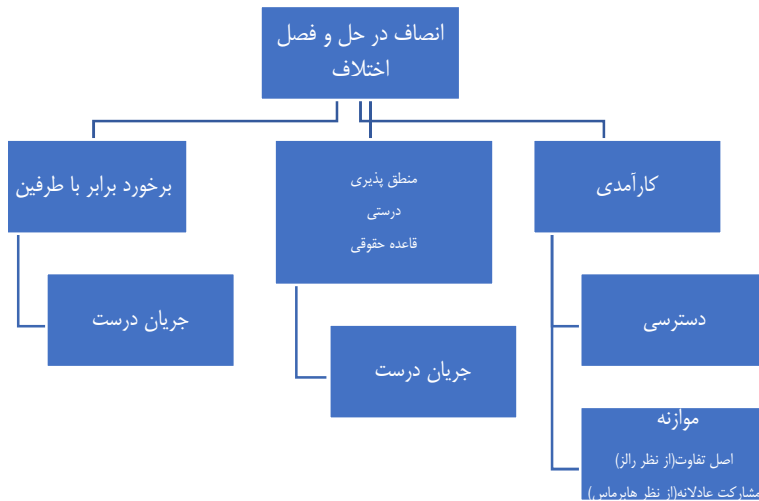 انصاف در حل و فصل
اختلاف
کارآمدی
منطق پذیری
درستی
قاعده حقوقی
برخورد برابر با طرفین
دسترسی
جریان درست
جریان درست
موازنه
اصل تفاوت(از نظر رالز)
مشارکت عادلانه(از نظر هابرماس)